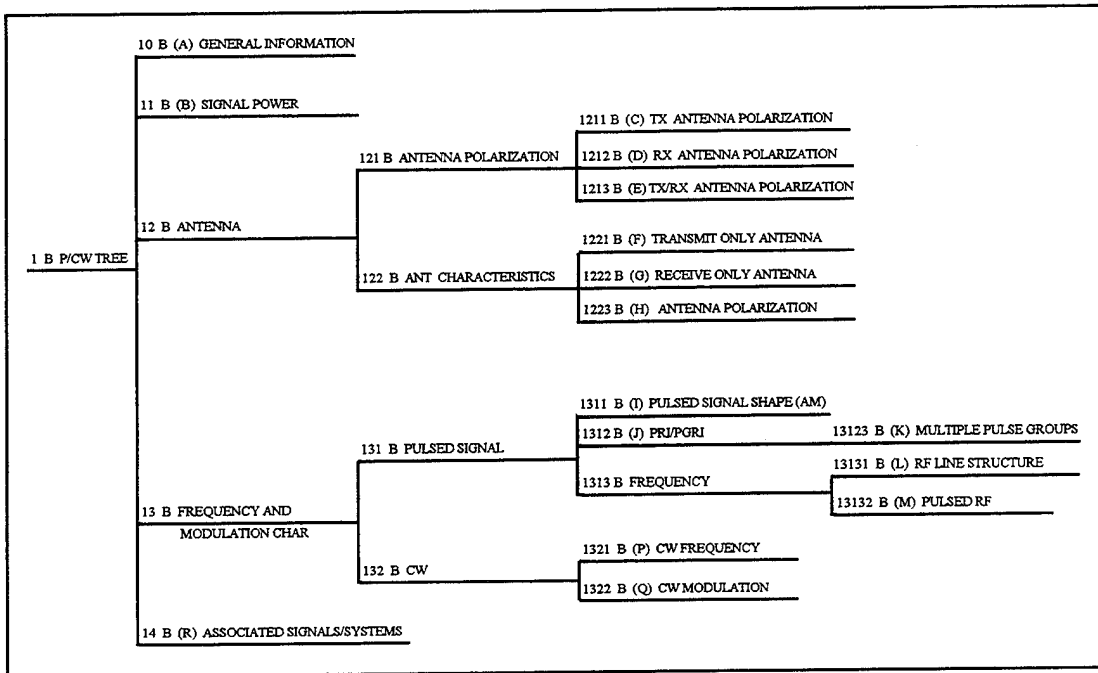 10 B (A) GENERAL INFORMATION
11 B (B) SIGNAL POWER
1211 B (C) TX ANTENNA POLARIZATION
121 B ANTENNA POLARIZATION
1212 B (D) RX ANTENNA POLARIZATION
1213 B (E) TX/RX ANTENNA POLARIZATION
12 B ANTENNA
1221 B (F) TRANSMIT ONLY ANTENNA
1 B P/CW TREE
122 B ANT CHARACTERISTICS
1222 B (G) RECEIVE ONLY ANTENNA
1223 B (H) ANTENNA POLARIZATION
1311 B (I) PULSED SIGNAL SHAPE (AM)
1312 B (J) PRI/PGRI
13123 B (K) MULTIPLE PULSE GROUPS
131 B PULSED SIGNAL
13131 B (L) RF LINE STRUCTURE
1313 B FREQUENCY
13132 B (M) PULSED RF
13 B FREQUENCY AND
MODULATION CHAR
1321 B (P) CW FREQUENCY
132 B CW
1322 B (Q) CW MODULATION
14 B (R) ASSOCIATED SIGNALS/SYSTEMS